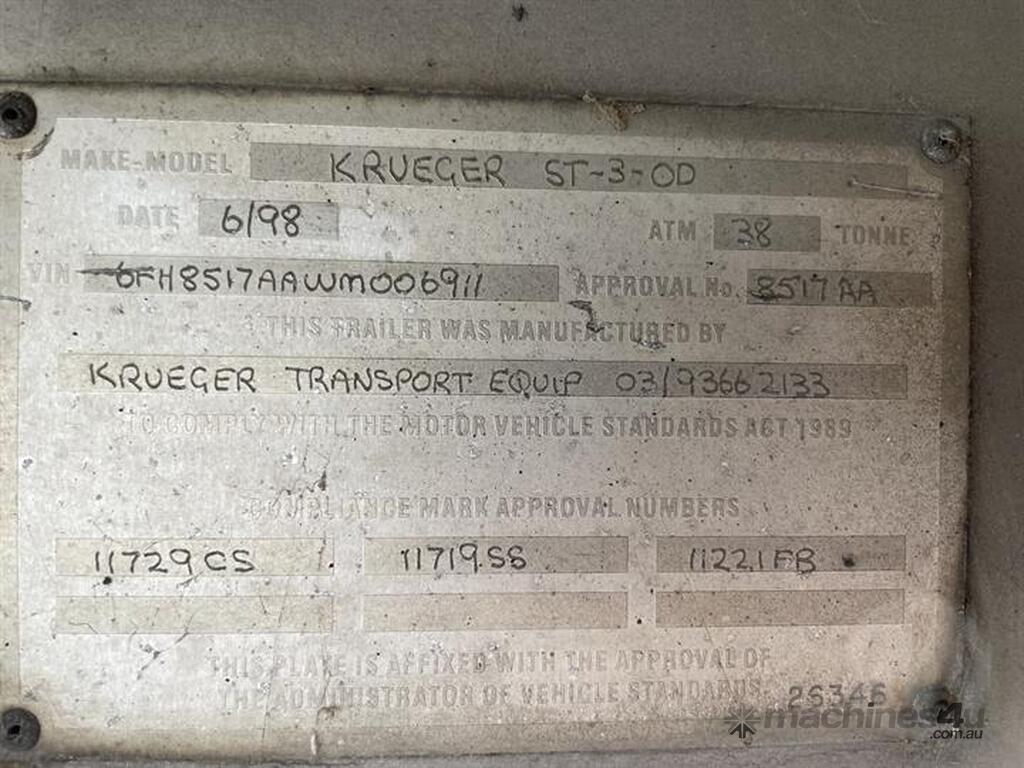 MAKE-MODEL KRUEGER ST-3-OD
DATE 6/98 ATM 38 TONNE
VIN 6FH8517AAWM006911 APPROVAL No. 8517AA
THIS TRAILER WAS MANUFACTURED BY
KRUEGER TRANSPORT EQUIP 03/93662133
TO COMPLY WITH THE MOTOR VEHICLE STANDARDS ACT 1989
COMPLIANCE MARK APPROVAL NUMBERS
11729CS 11719SS 11221FB
THIS PLATE IS AFFIXED WITH THE APPROVAL OF
THE ADMINISTRATOR OF VEHICLE STANDARDS 26346
machines4u
.com.au